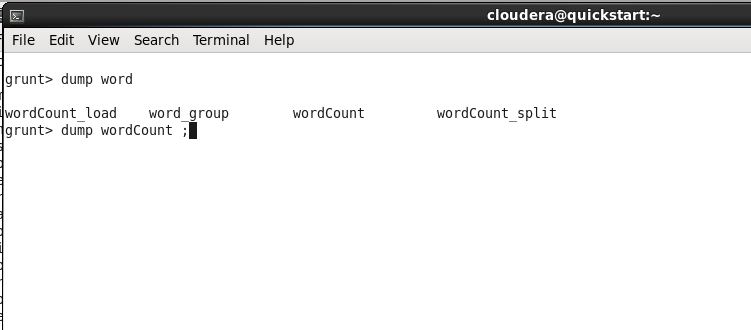 cloudera@quickstart:~
File Edit View Search Terminal Help
grunt> dump word
wordCount_load word_group wordCount wordCount_split
grunt> dump wordCount ;